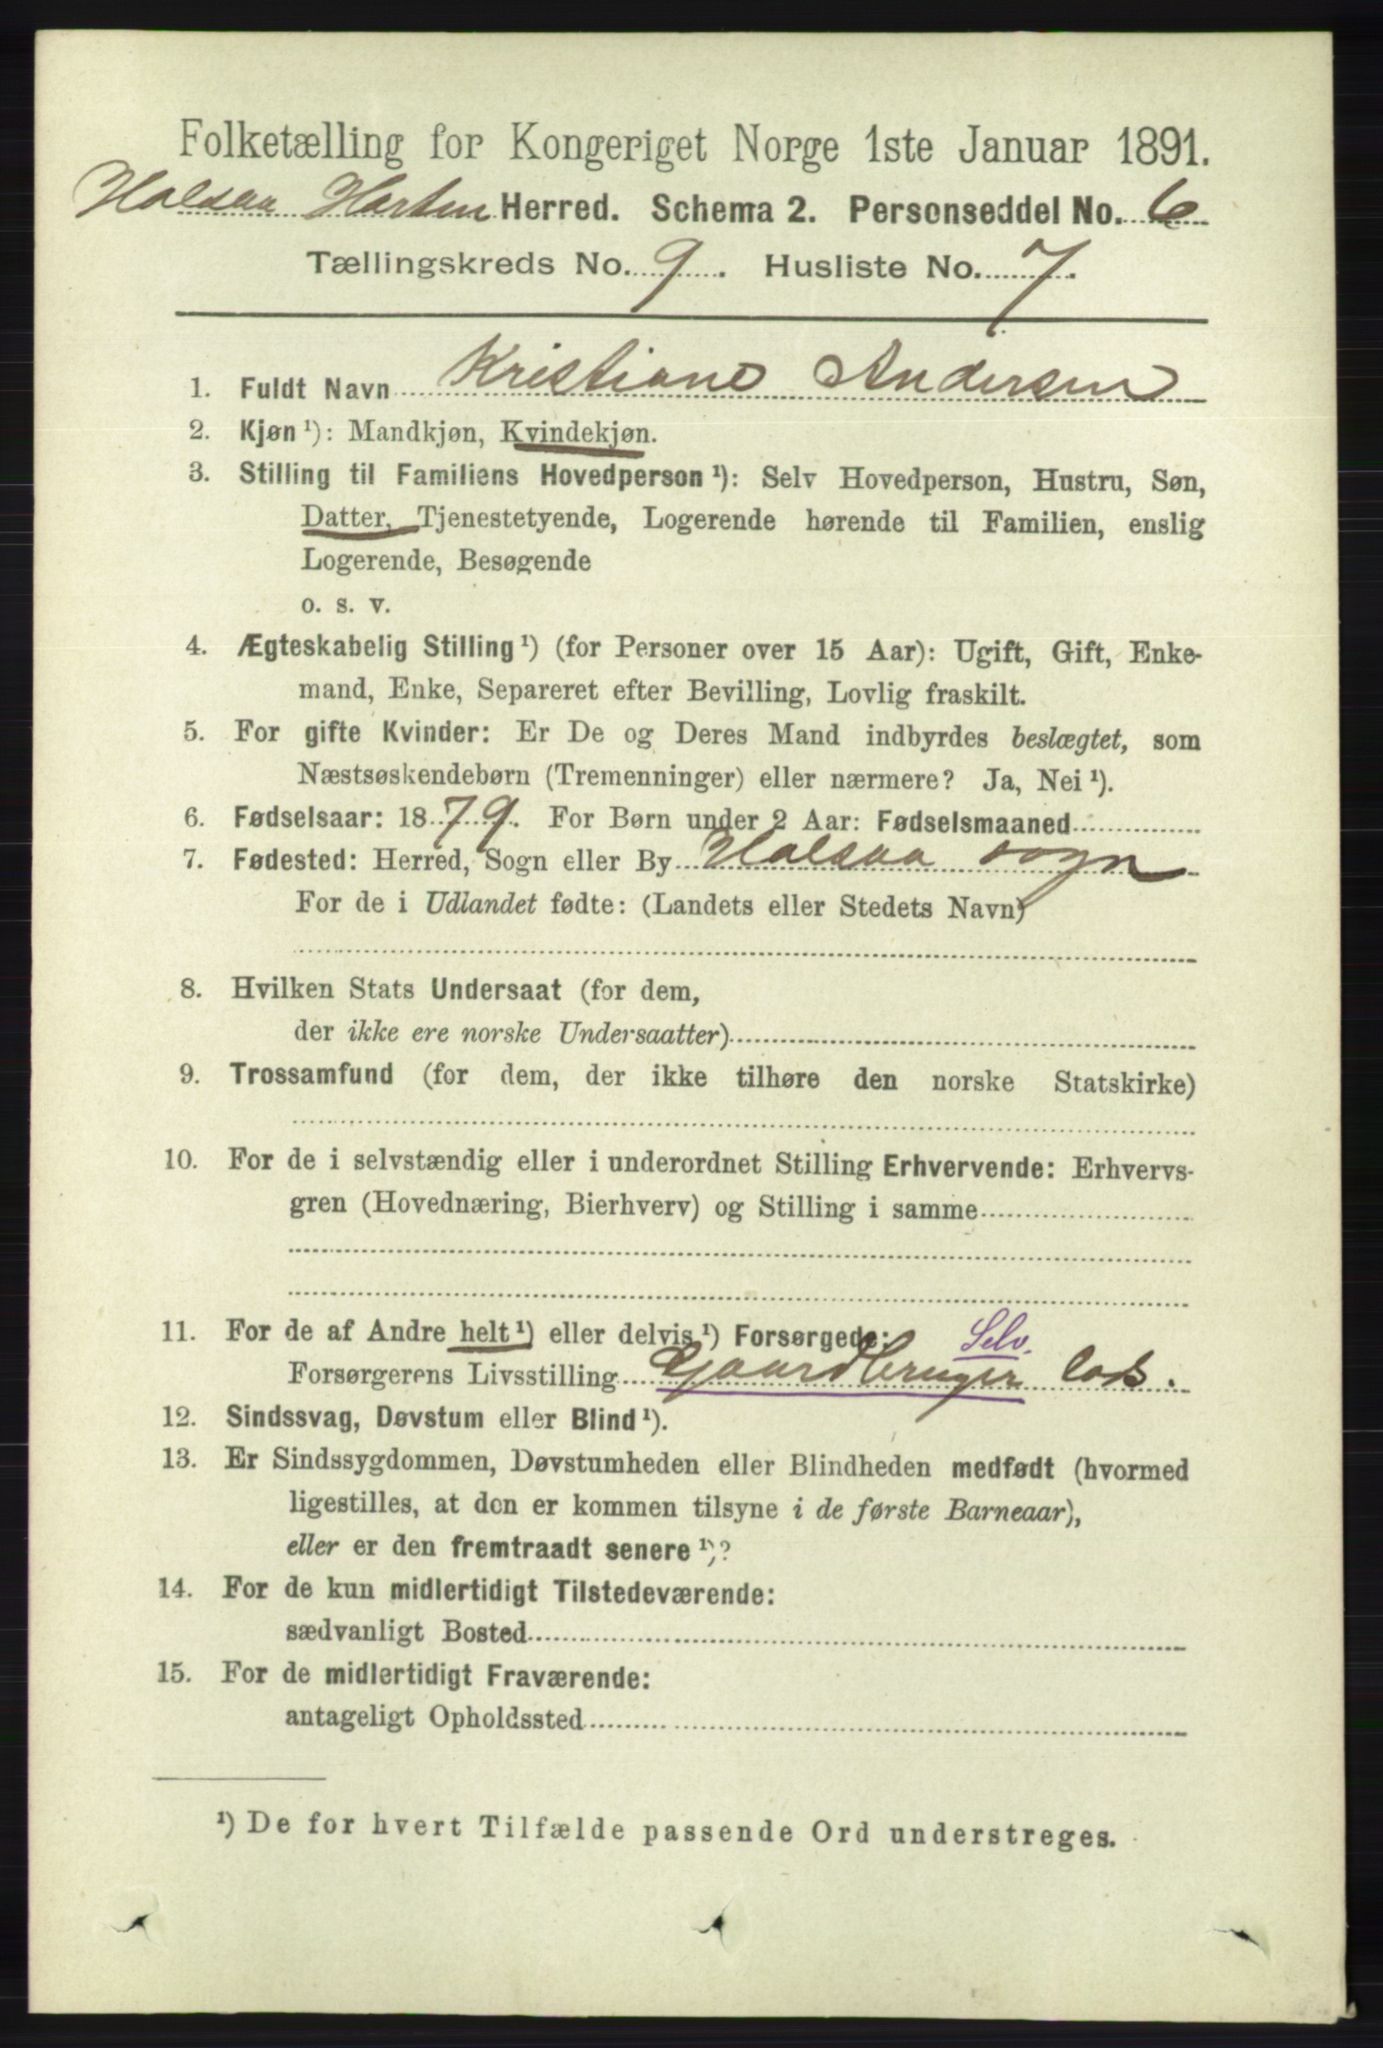 Folketælling for Kongeriget Norge 1ste Januar 1891.
Halsaa Herred. Schema 2. Personseddel No. 6
Tællingskreds No. 9. Husliste No. 7.
1. Fuldt Navn Kristiane Andersen
2. Kjøn ¹): Mandkjøn, Kvindekjøn.
3. Stilling til Familiens Hovedperson ¹): Selv Hovedperson, Hustru, Søn,
Datter, Tjenestetyende, Logerende hørende til Familien, enslig
Logerende, Besøgende
o. s. v.
4. Ægteskabelig Stilling ¹) (for Personer over 15 Aar): Ugift, Gift, Enke-
mand, Enke, Separeret efter Bevilling, Lovlig fraskilt.
5. For gifte Kvinder: Er De og Deres Mand indbyrdes beslægtet, som
Næstsøskendebørn (Tremenninger) eller nærmere? Ja, Nei ¹).
6. Fødselsaar: 1879. For Børn under 2 Aar: Fødselsmaaned
7. Fødested: Herred, Sogn eller By Halsaa sogn
For de i Udlandet fødte: (Landets eller Stedets Navn)
8. Hvilken Stats Undersaat (for dem,
der ikke ere norske Undersaatter)
9. Trossamfund (for dem, der ikke tilhøre den norske Statskirke)
10. For de i selvstændig eller i underordnet Stilling Erhvervende: Erhvervs-
gren (Hovednæring, Bierhverv) og Stilling i samme
11. For de af Andre helt ¹) eller delvis ¹) Forsørgede: Selv.
Forsørgerens Livsstilling Gaardbruger
12. Sindssvag, Døvstum eller Blind ¹).
13. Er Sindssygdommen, Døvstumheden eller Blindheden medfødt (hvormed
ligestilles, at den er kommen tilsyne i de første Barneaar),
eller er den fremtraadt senere ¹)?
14. For de kun midlertidigt Tilstedeværende:
sædvanligt Bosted
15. For de midlertidigt Fraværende:
antageligt Opholdssted
¹) De for hvert Tilfælde passende Ord understreges.